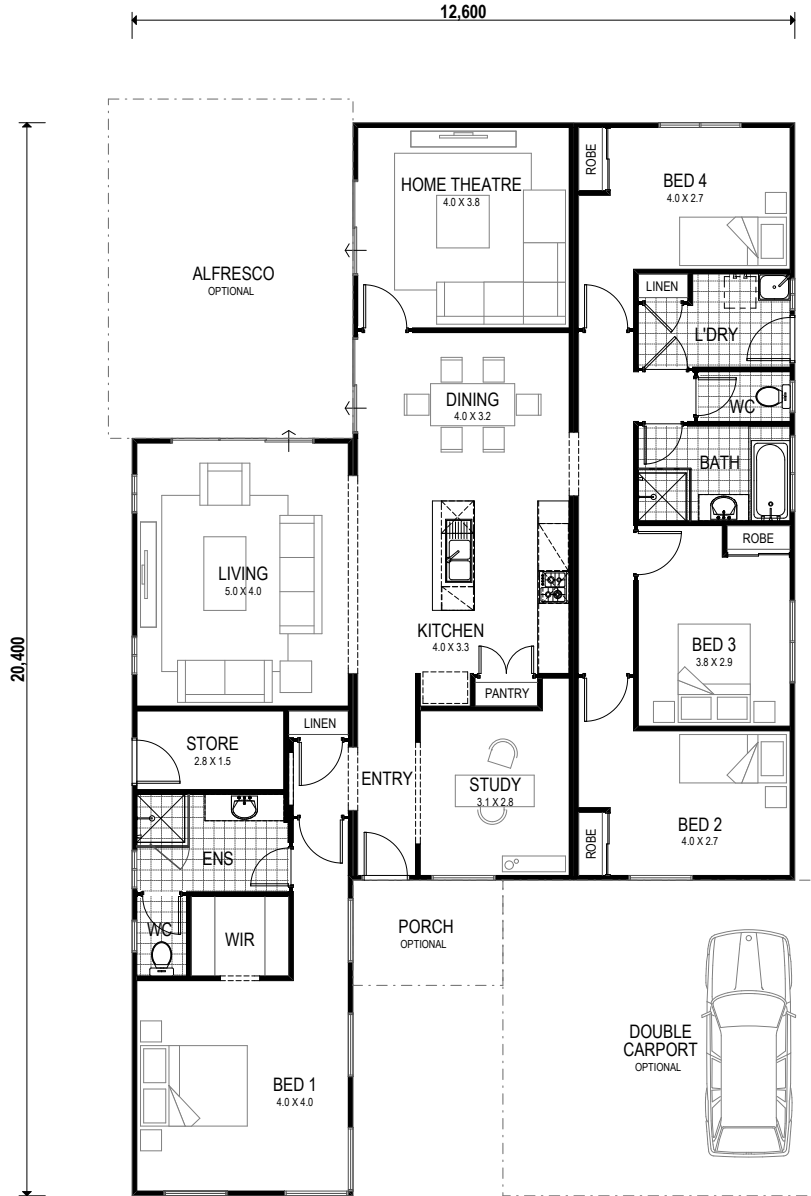 12,600
20,400
HOME THEATRE
4.0 X 3.8
ROBE
BED 4
4.0 X 2.7
ALFRESCO
OPTIONAL
LINEN
L'DRY
DINING
4.0 X 3.2
WC
BATH
ROBE
LIVING
5.0 X 4.0
KITCHEN
4.0 X 3.3
BED 3
3.8 X 2.9
PANTRY
LINEN
STORE
2.8 X 1.5
ENTRY
STUDY
3.1 X 2.8
BED 2
4.0 X 2.7
ROBE
ENS
WC
WIR
PORCH
OPTIONAL
DOUBLE
CARPORT
OPTIONAL
BED 1
4.0 X 4.0